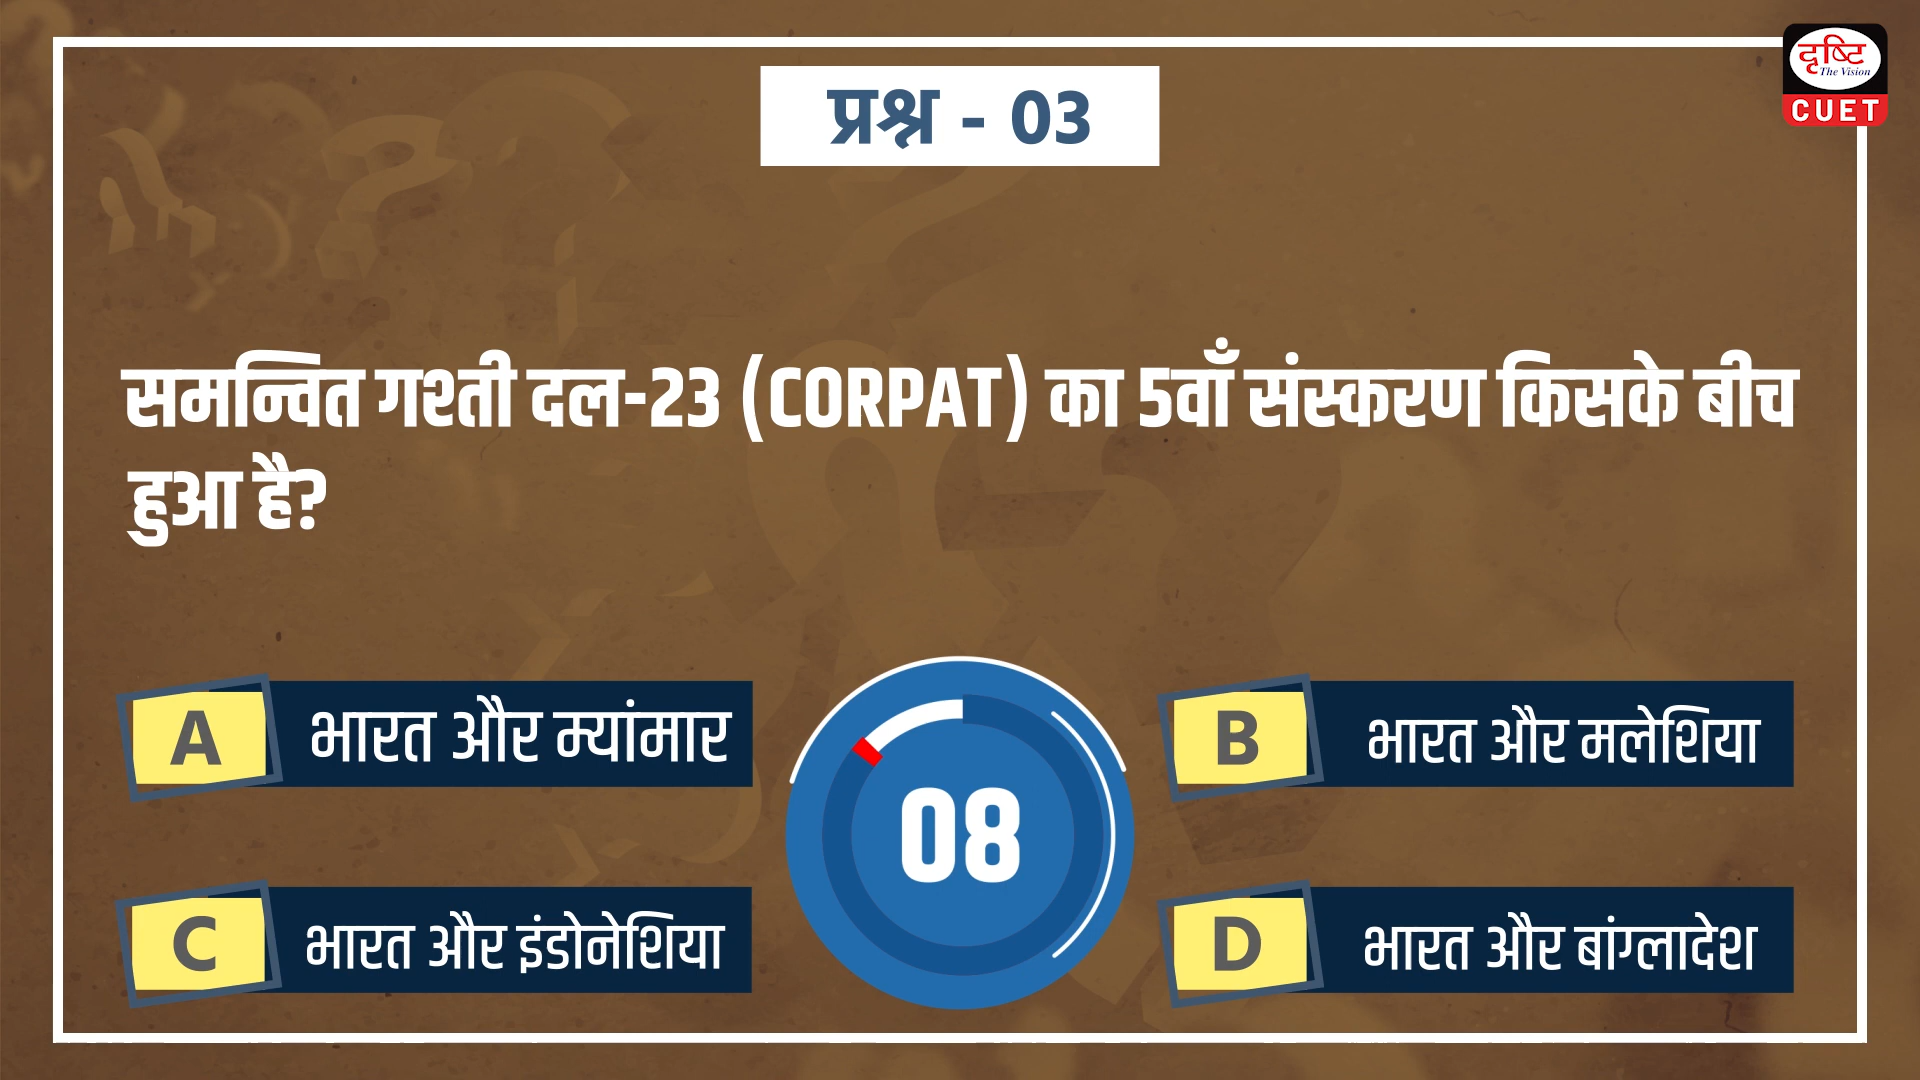 दृष्टि
The Vision
CUET
प्रश्न - 03
समन्वित गश्ती दल-23 (CORPAT) का 5वाँ संस्करण किसके बीच
हुआ है?
A भारत और म्यांमार
B भारत और मलेशिया
08
C भारत और इंडोनेशिया
D भारत और बांग्लादेश